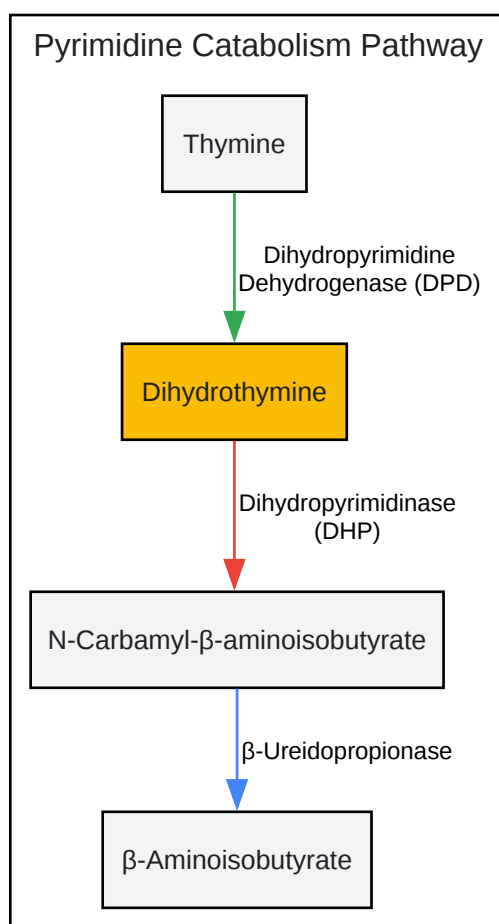 Pyrimidine Catabolism Pathway
Thymine
Dihydropyrimidine
Dehydrogenase (DPD)
Dihydrothymine
Dihydropyrimidinase
(DHP)
N-Carbamyl-β-aminoisobutyrate
β-Ureidopropionase
β-Aminoisobutyrate